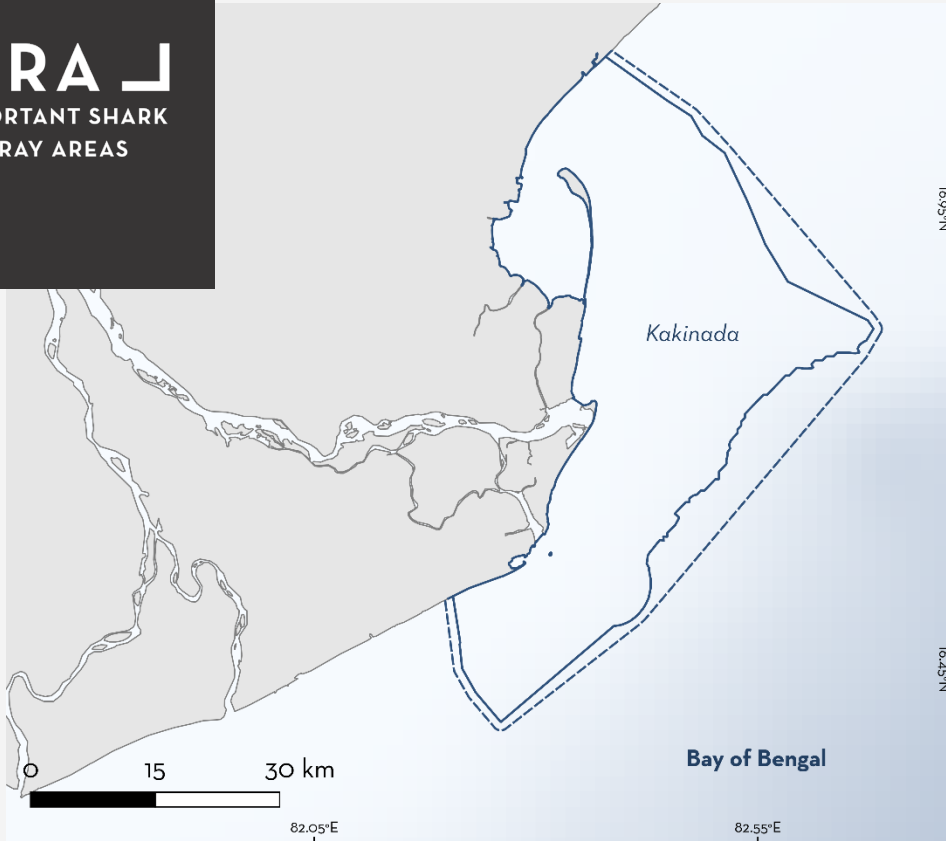 RA
ORTANT SHARK
RAY AREAS
16.95°N
Kakinada
16.45°N
Bay of Bengal
0 15 30 km
82.05°E 82.55°E